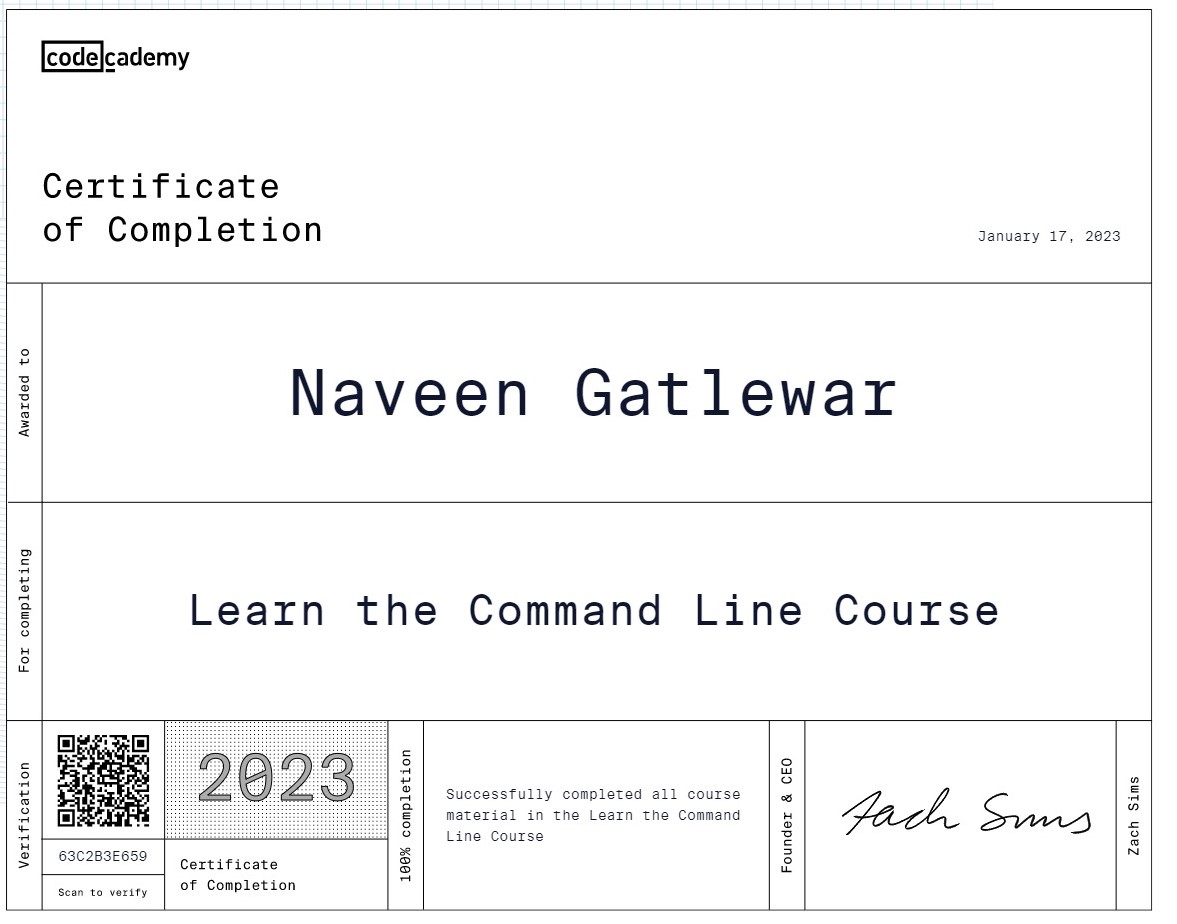 codecademy
Certificate
of Completion
January 17, 2023
Awarded to
Naveen Gatlewar
For completing
Learn the Command Line Course
Verification
63C2B3E659
Scan to verify
2023
Certificate
of Completion
100% completion
Successfully completed all course
material in the Learn the Command
Line Course
Founder & CEO
Zach Sims
Zach Sims